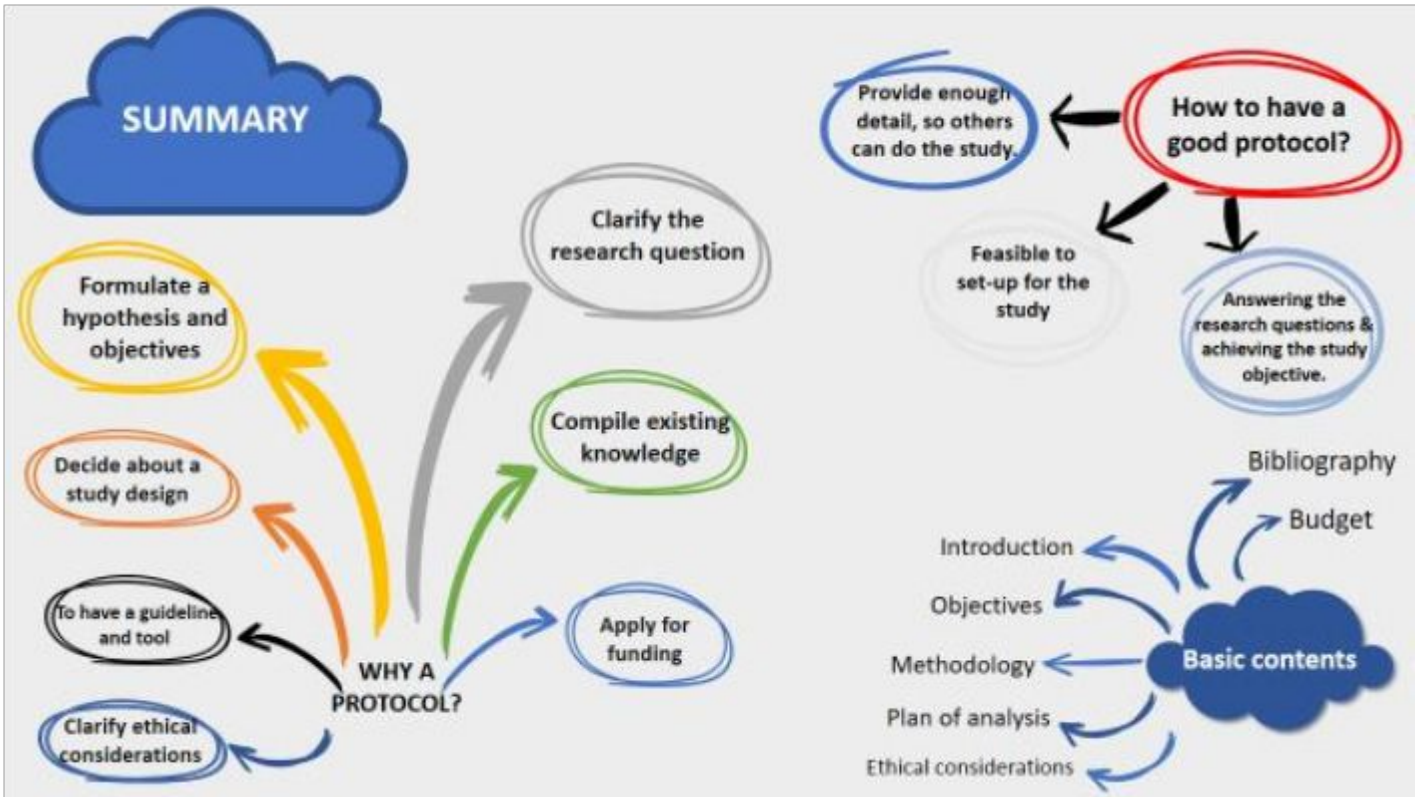 SUMMARY
Formulate a
hypothesis and
objectives
Clarify the
research question
Decide about a
study design
Compile existing
knowledge
To have a guideline
and tool
Apply for
funding
Clarify ethical
considerations
WHY A
PROTOCOL?
How to have a
good protocol?
Provide enough
detail, so others
can do the study.
Feasible to
set-up for the
study
Answering the
research questions &
achieving the study
objective.
Bibliography
Budget
Introduction
Objectives
Methodology
Plan of analysis
Ethical considerations
Basic contents